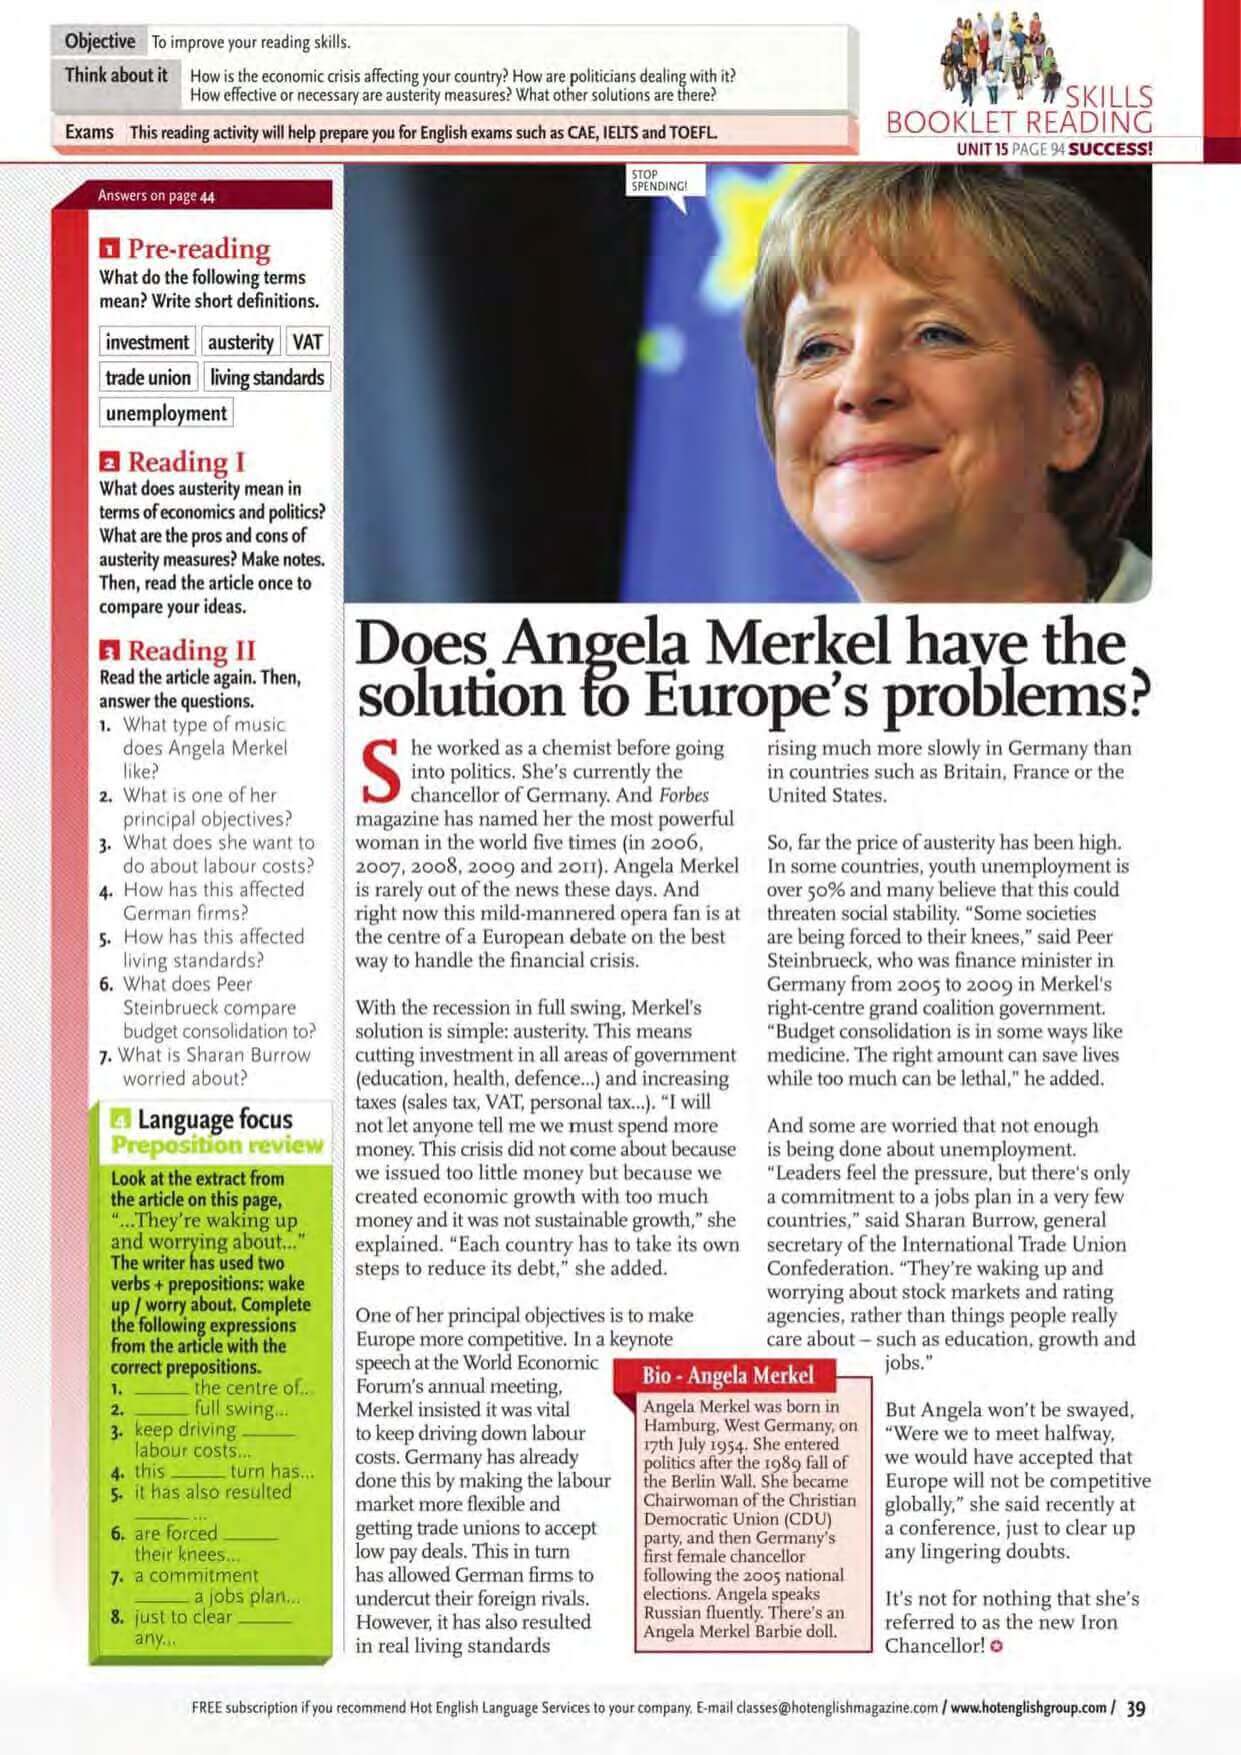 Objective To improve your reading skills.
Think about it How is the economic crisis affecting your country? How are politicians dealing with it?
How effective or necessary are austerity measures? What other solutions are there?
Exams This reading activity will help prepare you for English exams such as CAE, IELTS and TOEFL.
SKILLS
BOOKLET READING
UNIT 15 PAGE 94 SUCCESS!
Answers on page 44
1 Pre-reading
What do the following terms
mean? Write short definitions.
investment austerity VAT
trade union living standards
unemployment
2 Reading I
What does austerity mean in
terms of economics and politics?
What are the pros and cons of
austerity measures? Make notes.
Then, read the article once to
compare your ideas.
3 Reading II
Read the article again. Then,
answer the questions.
1. What type of music
does Angela Merkel
like?
2. What is one of her
principal objectives?
3. What does she want to
do about labour costs?
4. How has this affected
German firms?
5. How has this affected
living standards?
6. What does Peer
Steinbrueck compare
budget consolidation to?
7. What is Sharan Burrow
worried about?
4 Language focus
Preposition review
Look at the extract from
the article on this page,
"...They're waking up
and worrying about..."
The writer has used two
verbs + prepositions: wake
up / worry about. Complete
the following expressions
from the article with the
correct prepositions.
1. ______ the centre of...
2. ______ full swing...
3. keep driving ______
labour costs...
4. this ______ turn has...
5. it has also resulted
______ ...
6. are forced ______
their knees...
7. a commitment
______ a jobs plan...
8. just to clear ______
any...
STOP
SPENDING!
Does Angela Merkel have the
solution to Europe's problems?
She worked as a chemist before going
into politics. She's currently the
chancellor of Germany. And Forbes
magazine has named her the most powerful
woman in the world five times (in 2006,
2007, 2008, 2009 and 2011). Angela Merkel
is rarely out of the news these days. And
right now this mild-mannered opera fan is at
the centre of a European debate on the best
way to handle the financial crisis.
With the recession in full swing, Merkel's
solution is simple: austerity. This means
cutting investment in all areas of government
(education, health, defence...) and increasing
taxes (sales tax, VAT, personal tax...). "I will
not let anyone tell me we must spend more
money. This crisis did not come about because
we issued too little money but because we
created economic growth with too much
money and it was not sustainable growth," she
explained. "Each country has to take its own
steps to reduce its debt," she added.
One of her principal objectives is to make
Europe more competitive. In a keynote
speech at the World Economic
Forum's annual meeting,
Merkel insisted it was vital
to keep driving down labour
costs. Germany has already
done this by making the labour
market more flexible and
getting trade unions to accept
low pay deals. This in turn
has allowed German firms to
undercut their foreign rivals.
However, it has also resulted
in real living standards
rising much more slowly in Germany than
in countries such as Britain, France or the
United States.
So, far the price of austerity has been high.
In some countries, youth unemployment is
over 50% and many believe that this could
threaten social stability. "Some societies
are being forced to their knees," said Peer
Steinbrueck, who was finance minister in
Germany from 2005 to 2009 in Merkel's
right-centre grand coalition government.
"Budget consolidation is in some ways like
medicine. The right amount can save lives
while too much can be lethal," he added.
And some are worried that not enough
is being done about unemployment.
"Leaders feel the pressure, but there's only
a commitment to a jobs plan in a very few
countries," said Sharan Burrow, general
secretary of the International Trade Union
Confederation. "They're waking up and
worrying about stock markets and rating
agencies, rather than things people really
care about – such as education, growth and
jobs."
But Angela won't be swayed,
"Were we to meet halfway,
we would have accepted that
Europe will not be competitive
globally," she said recently at
a conference, just to clear up
any lingering doubts.
It's not for nothing that she's
referred to as the new Iron
Chancellor!
Bio - Angela Merkel
Angela Merkel was born in
Hamburg, West Germany, on
17th July 1954. She entered
politics after the 1989 fall of
the Berlin Wall. She became
Chairwoman of the Christian
Democratic Union (CDU)
party, and then Germany's
first female chancellor
following the 2005 national
elections. Angela speaks
Russian fluently. There's an
Angela Merkel Barbie doll.
FREE subscription if you recommend Hot English Language Services to your company. E-mail classes@hotenglishmagazine.com / www.hotenglishgroup.com / 39